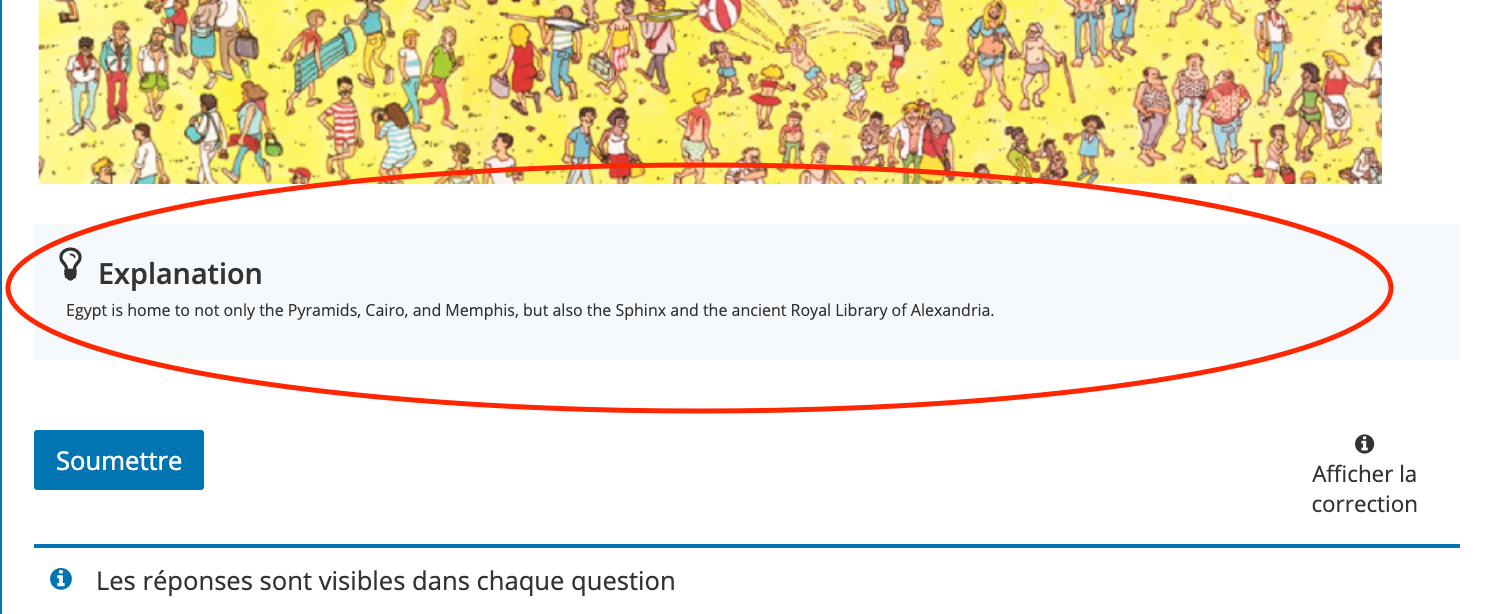 Explanation
Egypt is home to not only the Pyramids, Cairo, and Memphis, but also the Sphinx and the ancient Royal Library of Alexandria.
Soumettre
Afficher la
correction
Les réponses sont visibles dans chaque question